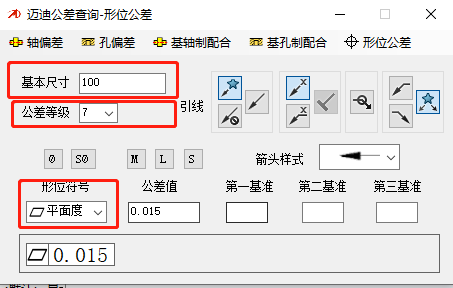 迈迪公差查询-形位公差
轴偏差 孔偏差 基轴制配合 基孔制配合 形位公差
基本尺寸 100
公差等级 7 引线
Ø SØ M L S 箭头样式
形位符号 公差值 第一基准 第二基准 第三基准
平面度 0.015
0.015